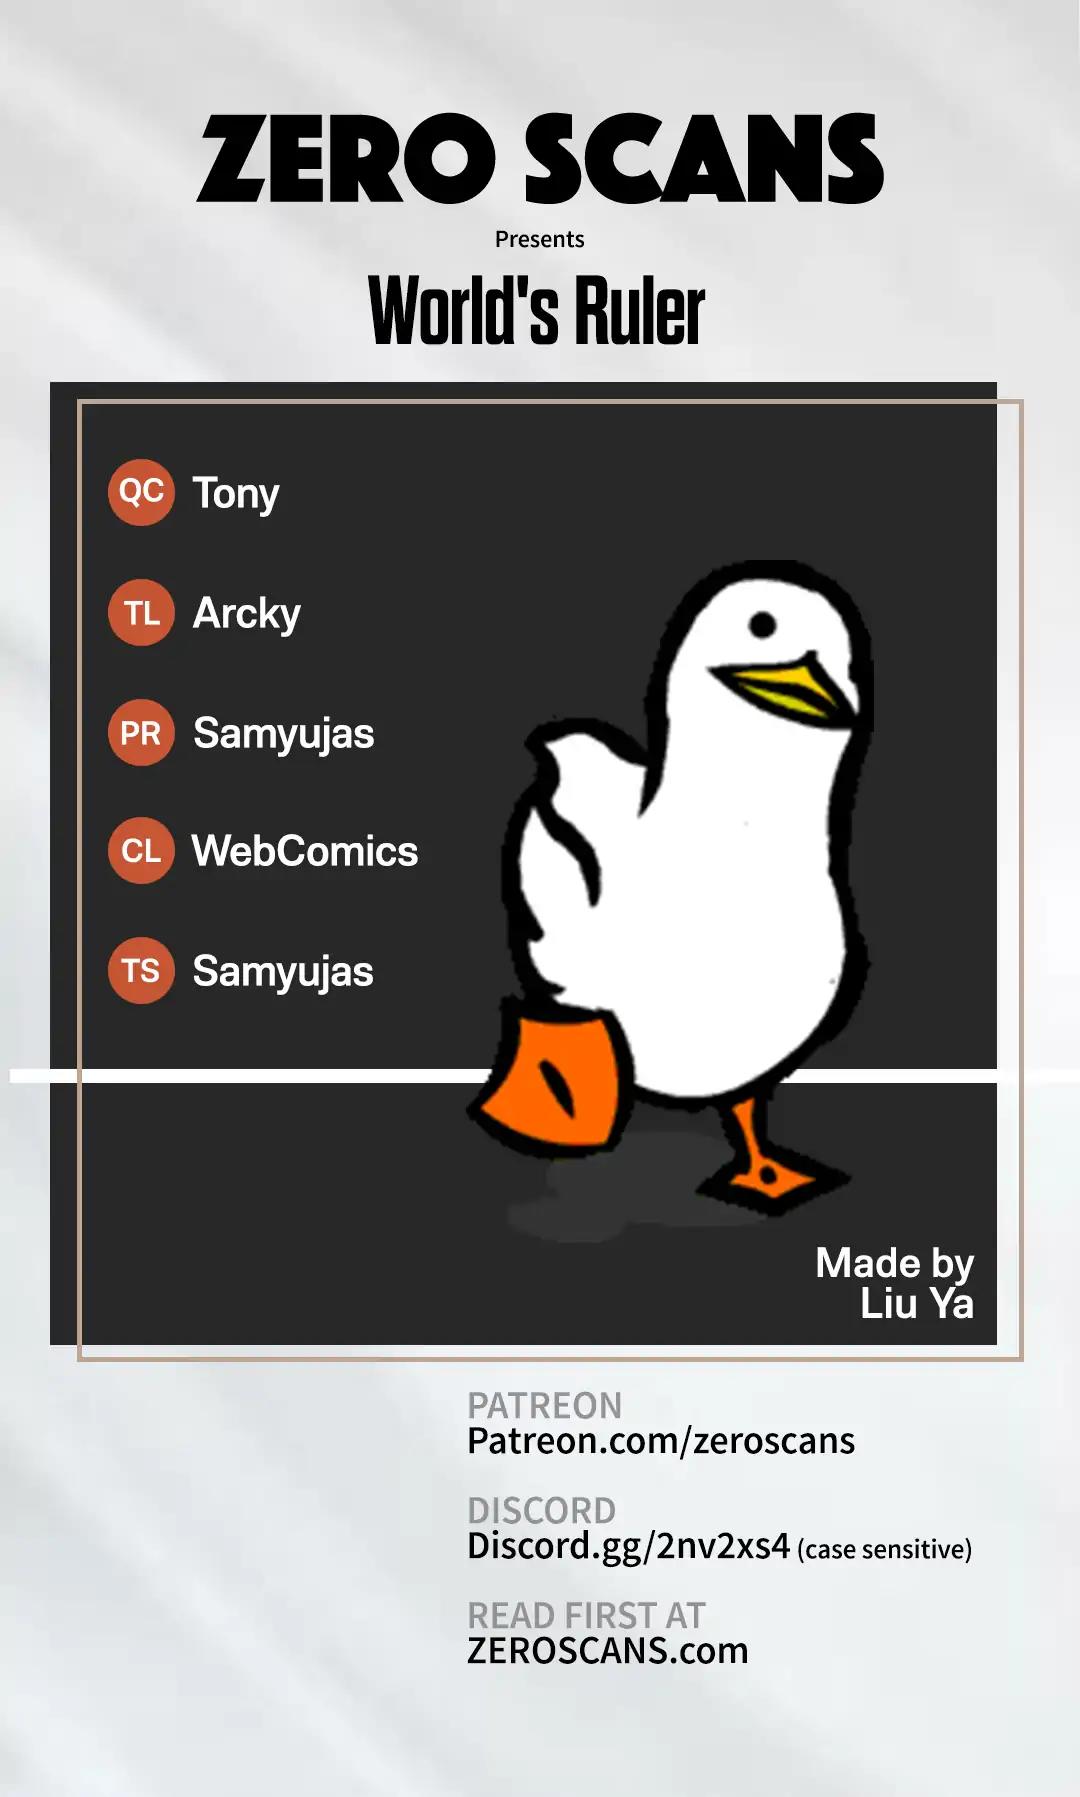 ZERO SCANS
Presents
World's Ruler
QC Tony
TL Arcky
PR Samyujas
CL WebComics
TS Samyujas
Made by
Liu Ya
PATREON
Patreon.com/zeroscans
DISCORD
Discord.gg/2nv2xs4 (case sensitive)
READ FIRST AT
ZEROSCANS.com